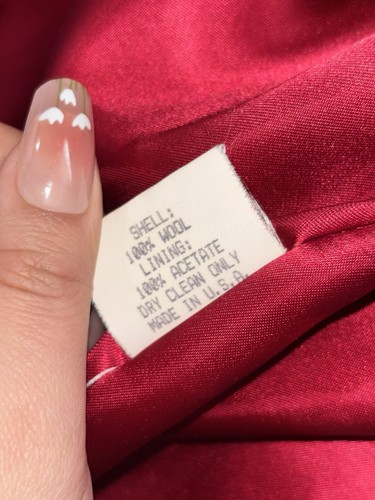 SHELL:
100% WOOL
LINING:
100% ACETATE
DRY CLEAN ONLY
MADE IN U.S.A.